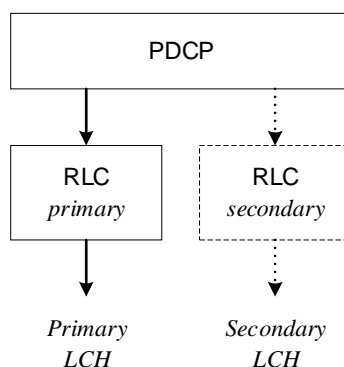 PDCP
RLC
primary
RLC
secondary
Primary
LCH
Secondary
LCH